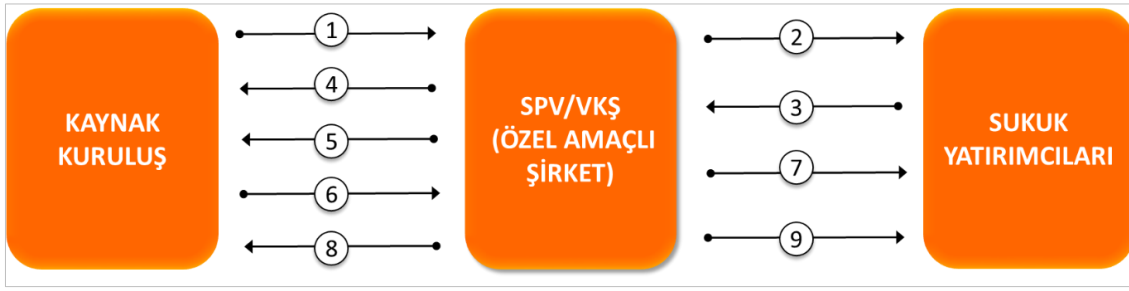 1
2
4
3
5
6
7
8
9
KAYNAK
KURULUŞ
SPV/VKŞ
(ÖZEL AMAÇLI
ŞİRKET)
SUKUK
YATIRIMCILARI